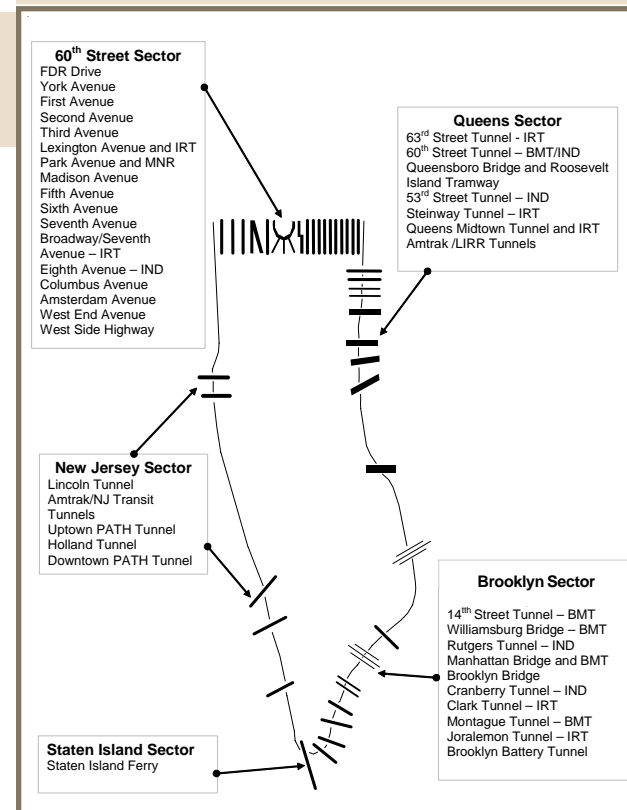 60th Street Sector
FDR Drive
York Avenue
First Avenue
Second Avenue
Third Avenue
Lexington Avenue and IRT
Park Avenue and MNR
Madison Avenue
Fifth Avenue
Sixth Avenue
Seventh Avenue
Broadway/Seventh
Avenue – IRT
Eighth Avenue – IND
Columbus Avenue
Amsterdam Avenue
West End Avenue
West Side Highway
Queens Sector
63rd Street Tunnel - IRT
60th Street Tunnel – BMT/IND
Queensboro Bridge and Roosevelt
Island Tramway
53rd Street Tunnel – IND
Steinway Tunnel – IRT
Queens Midtown Tunnel and IRT
Amtrak /LIRR Tunnels
New Jersey Sector
Lincoln Tunnel
Amtrak/NJ Transit
Tunnels
Uptown PATH Tunnel
Holland Tunnel
Downtown PATH Tunnel
Brooklyn Sector
14tth Street Tunnel – BMT
Williamsburg Bridge – BMT
Rutgers Tunnel – IND
Manhattan Bridge and BMT
Brooklyn Bridge
Cranberry Tunnel – IND
Clark Tunnel – IRT
Montague Tunnel – BMT
Joralemon Tunnel – IRT
Brooklyn Battery Tunnel
Staten Island Sector
Staten Island Ferry